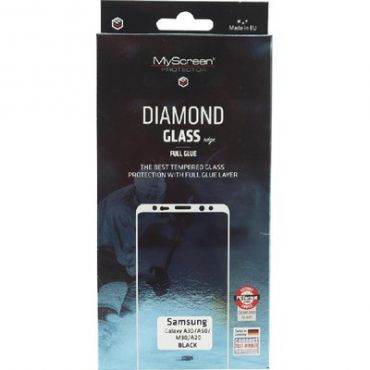 Made in EU
MyScreen
PROTECTOR
DIAMOND
GLASS edge
FULL GLUE
THE BEST TEMPERED GLASS
PROTECTION WITH FULL GLUE LAYER
Samsung
Galaxy A30/A50/
M30/A20
BLACK